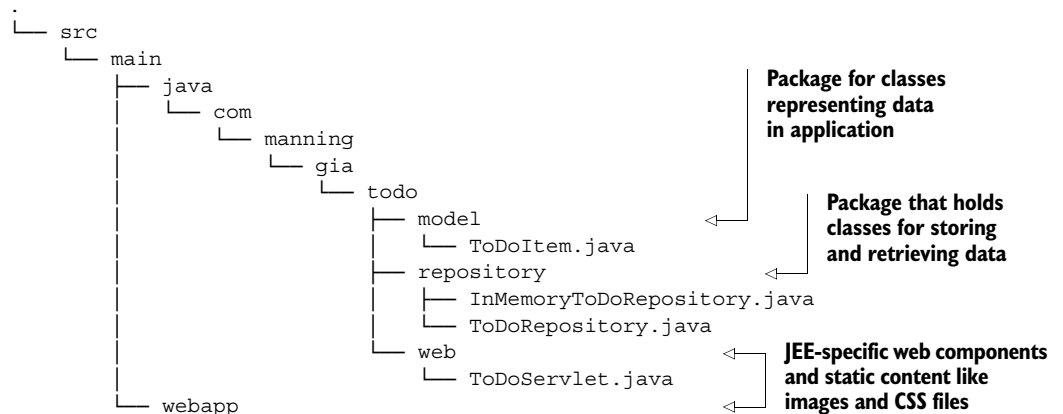 .
└── src
    └── main
        ├── java
        │   └── com
        │       └── manning
        │           └── gia
        │               └── todo
        │                   ├── model
        │                   │   └── ToDoItem.java
        │                   ├── repository
        │                   │   ├── InMemoryToDoRepository.java
        │                   │   └── ToDoRepository.java
        │                   └── web
        │                       └── ToDoServlet.java
        └── webapp
Package for classes
representing data
in application
Package that holds
classes for storing
and retrieving data
JEE-specific web components
and static content like
images and CSS files